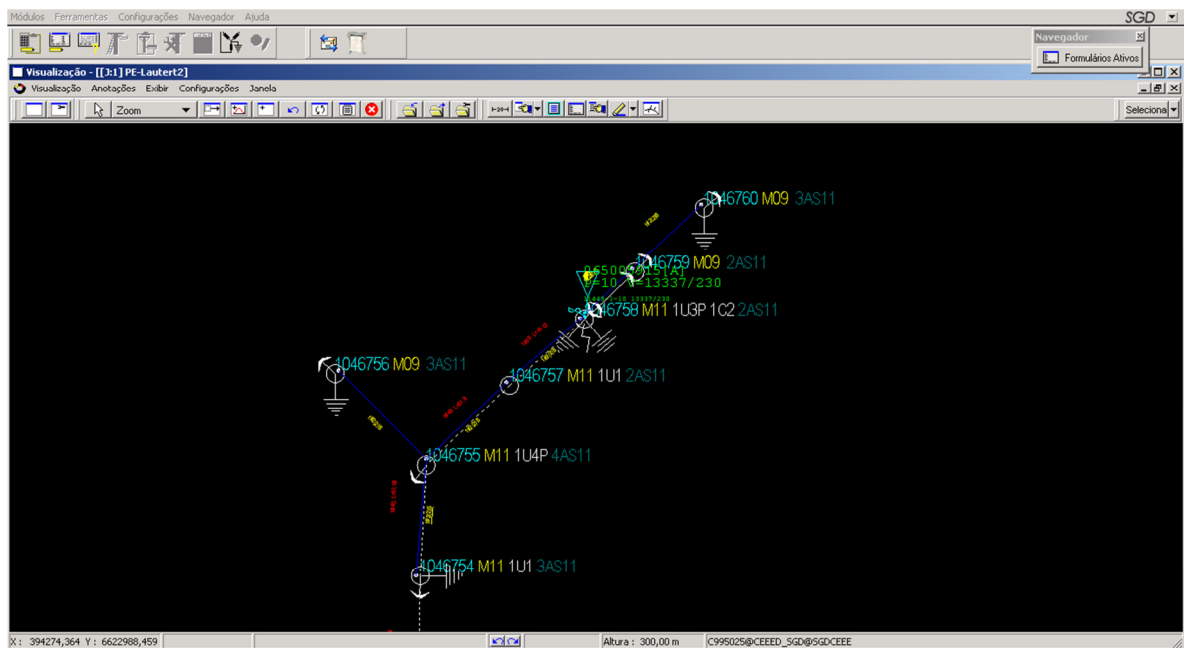 Módulos Ferramentas Configurações Navegador Ajuda
SGD
Navegador
Formulários Ativos
Visualização - [[J:1] PE-Lautert2]
Visualização Anotações Exibir Configurações Janela
Zoom
Seleciona
1046760 M09 3AS11
1046759 M09 2AS11
P=10 V=13337/230
1046758 M11 1U3P 1C2 2AS11
1046756 M09 3AS11
1046757 M11 1U1 2AS11
1046755 M11 1U4P 4AS11
1046754 M11 1U1 3AS11
X : 394274,364 Y : 6622988,459
Altura : 300,00 m
C995025@CEEED_SGD@SGDCEEE